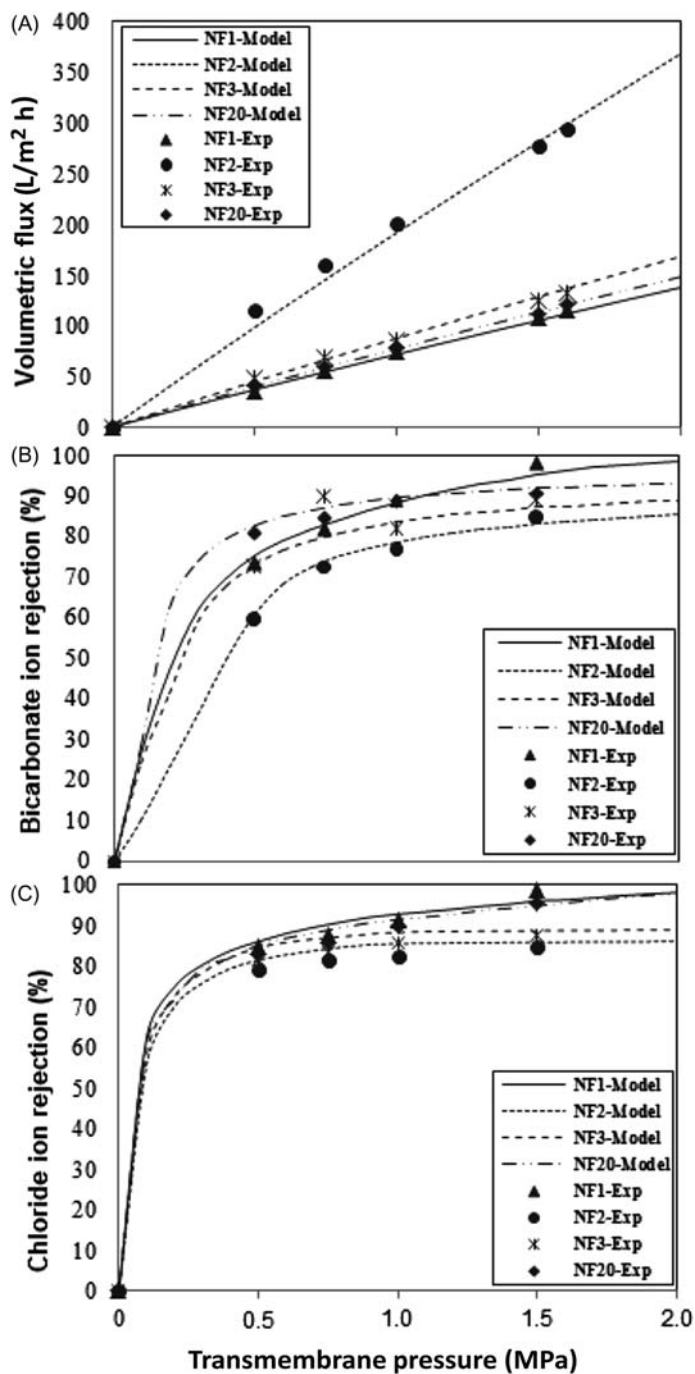 (A)
Volumetric flux (L/m² h)
400
350
300
250
200
150
100
50
0
NF1-Model
NF2-Model
NF3-Model
NF20-Model
NF1-Exp
NF2-Exp
NF3-Exp
NF20-Exp
(B)
Bicarbonate ion rejection (%)
100
90
80
70
60
50
40
30
20
10
0
NF1-Model
NF2-Model
NF3-Model
NF20-Model
NF1-Exp
NF2-Exp
NF3-Exp
NF20-Exp
(C)
Chloride ion rejection (%)
100
90
80
70
60
50
40
30
20
10
0
NF1-Model
NF2-Model
NF3-Model
NF20-Model
NF1-Exp
NF2-Exp
NF3-Exp
NF20-Exp
0 0.5 1.0 1.5 2.0
Transmembrane pressure (MPa)